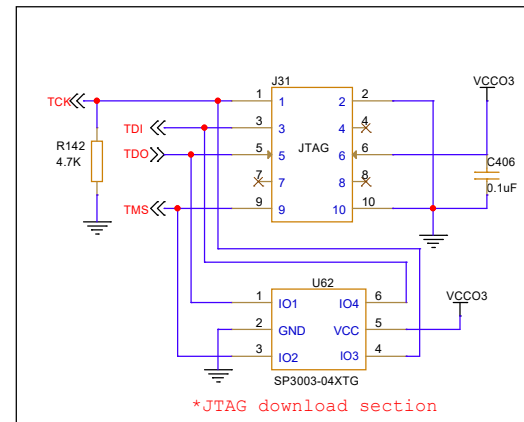 J31
VCCO3
TCK
1 1 2 2
TDI
3 3 4 4
R142
4.7K
TDO
5 5 JTAG 6 6
C406
0.1uF
7 7 8 8
TMS
9 9 10 10
U62
VCCO3
1 IO1 IO4 6
2 GND VCC 5
3 IO2 IO3 4
SP3003-04XTG
*JTAG download section